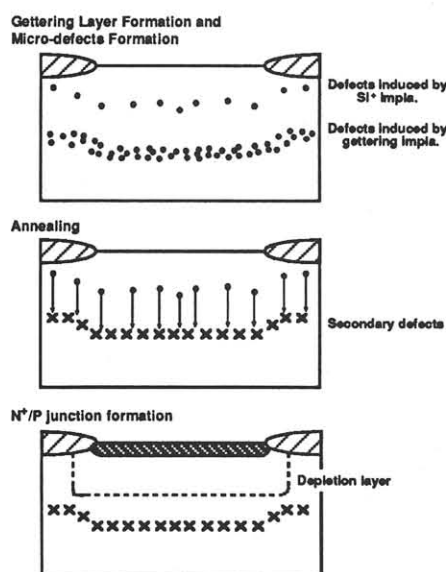 Gettering Layer Formation and
Micro-defects Formation
Defects induced by
Si+ impla.
Defects induced by
gettering impla.
Annealing
Secondary defects
N+/P junction formation
Depletion layer